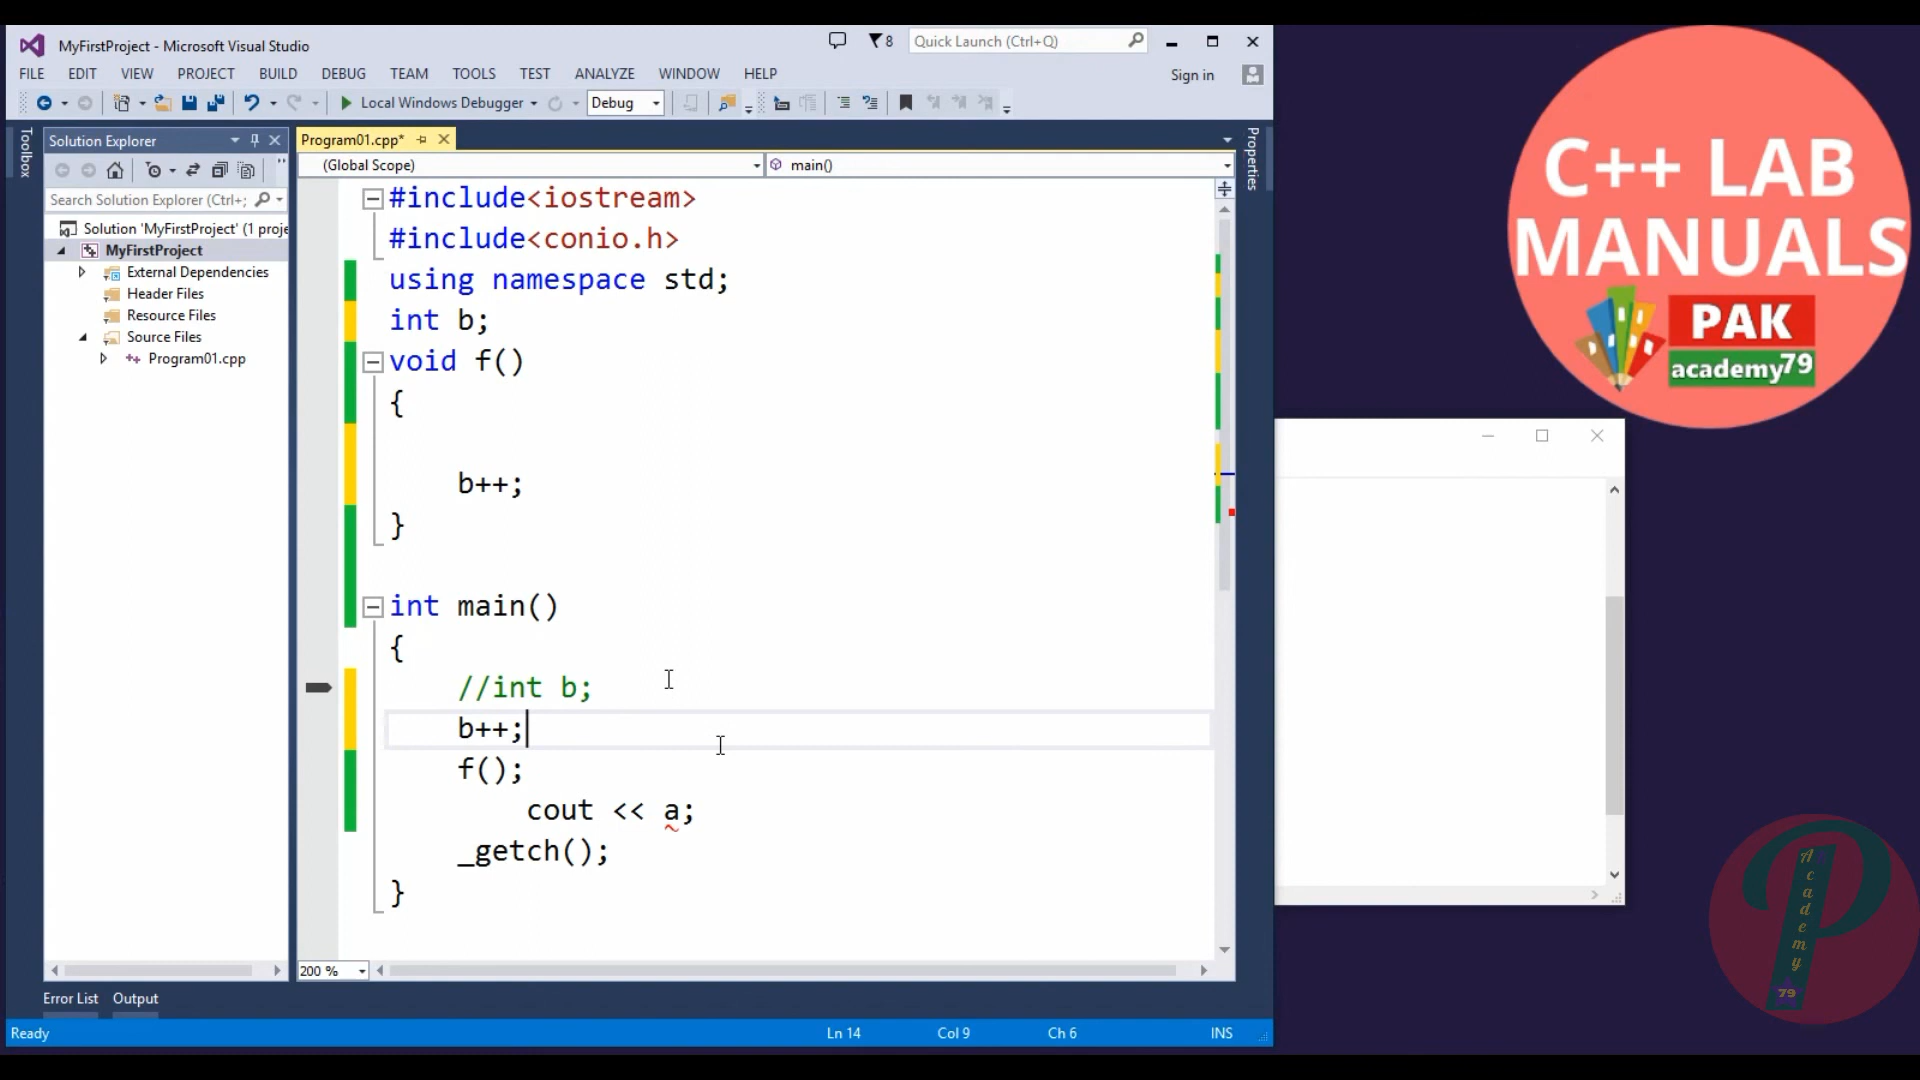 MyFirstProject - Microsoft Visual Studio
8
Quick Launch (Ctrl+Q)
FILE EDIT VIEW PROJECT BUILD DEBUG TEAM TOOLS TEST ANALYZE WINDOW HELP
Sign in
Local Windows Debugger
Debug
Toolbox
Solution Explorer
Search Solution Explorer (Ctrl+;
Solution 'MyFirstProject' (1 proje
MyFirstProject
External Dependencies
Header Files
Resource Files
Source Files
Program01.cpp
Program01.cpp*
(Global Scope)
main()
#include<iostream>
#include<conio.h>
using namespace std;
int b;
void f()
{
b++;
}
int main()
{
//int b;
b++;
f();
cout << a;
_getch();
}
200 %
Properties
Error List Output
Ready
Ln 14
Col 9
Ch 6
INS
C++ LAB
MANUALS
PAK
academy79
Academy
79